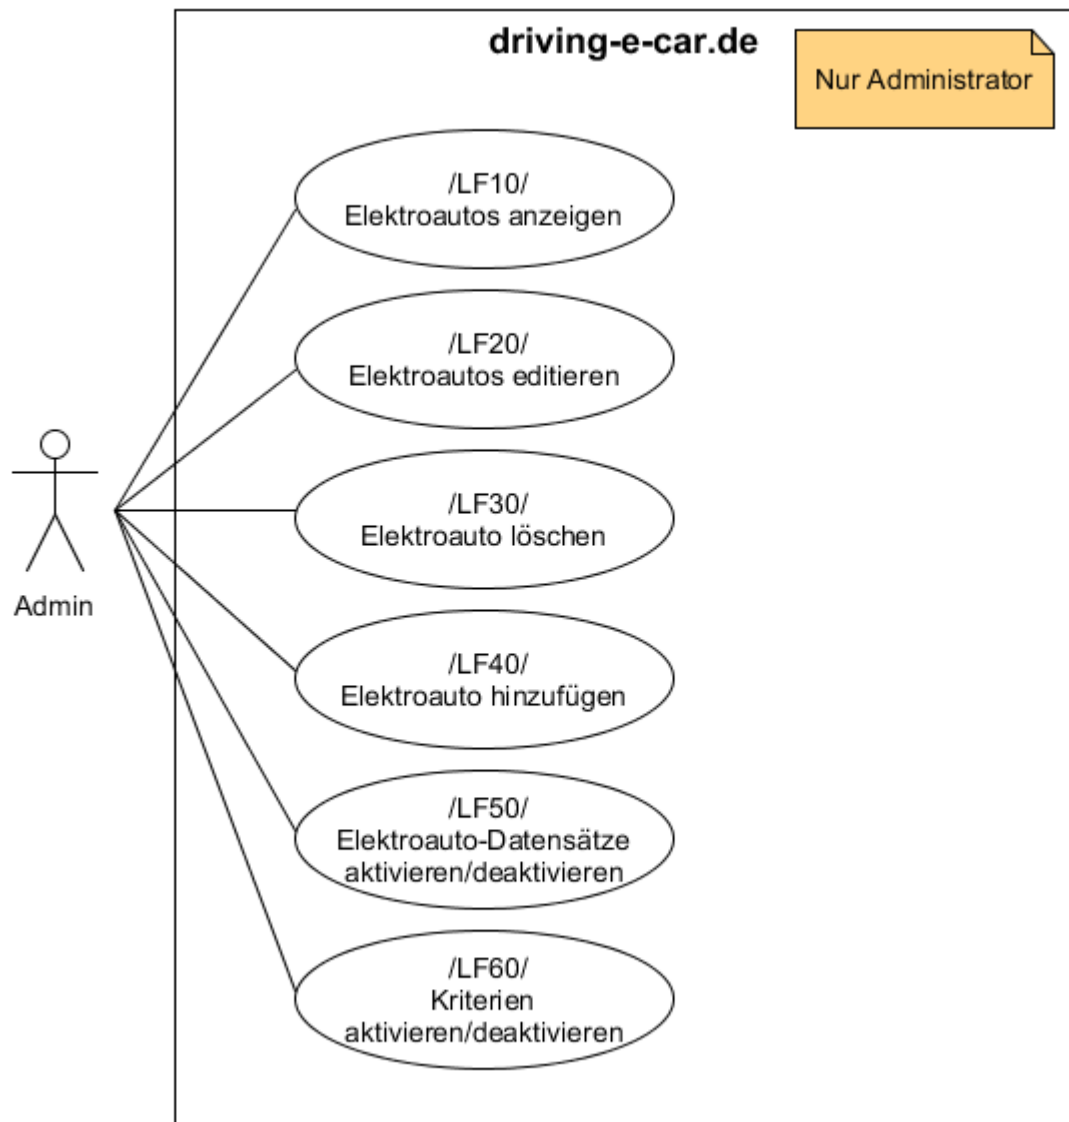 driving-e-car.de
Nur Administrator
/LF10/
Elektroautos anzeigen
/LF20/
Elektroautos editieren
/LF30/
Elektroauto löschen
Admin
/LF40/
Elektroauto hinzufügen
/LF50/
Elektroauto-Datensätze
aktivieren/deaktivieren
/LF60/
Kriterien
aktivieren/deaktivieren